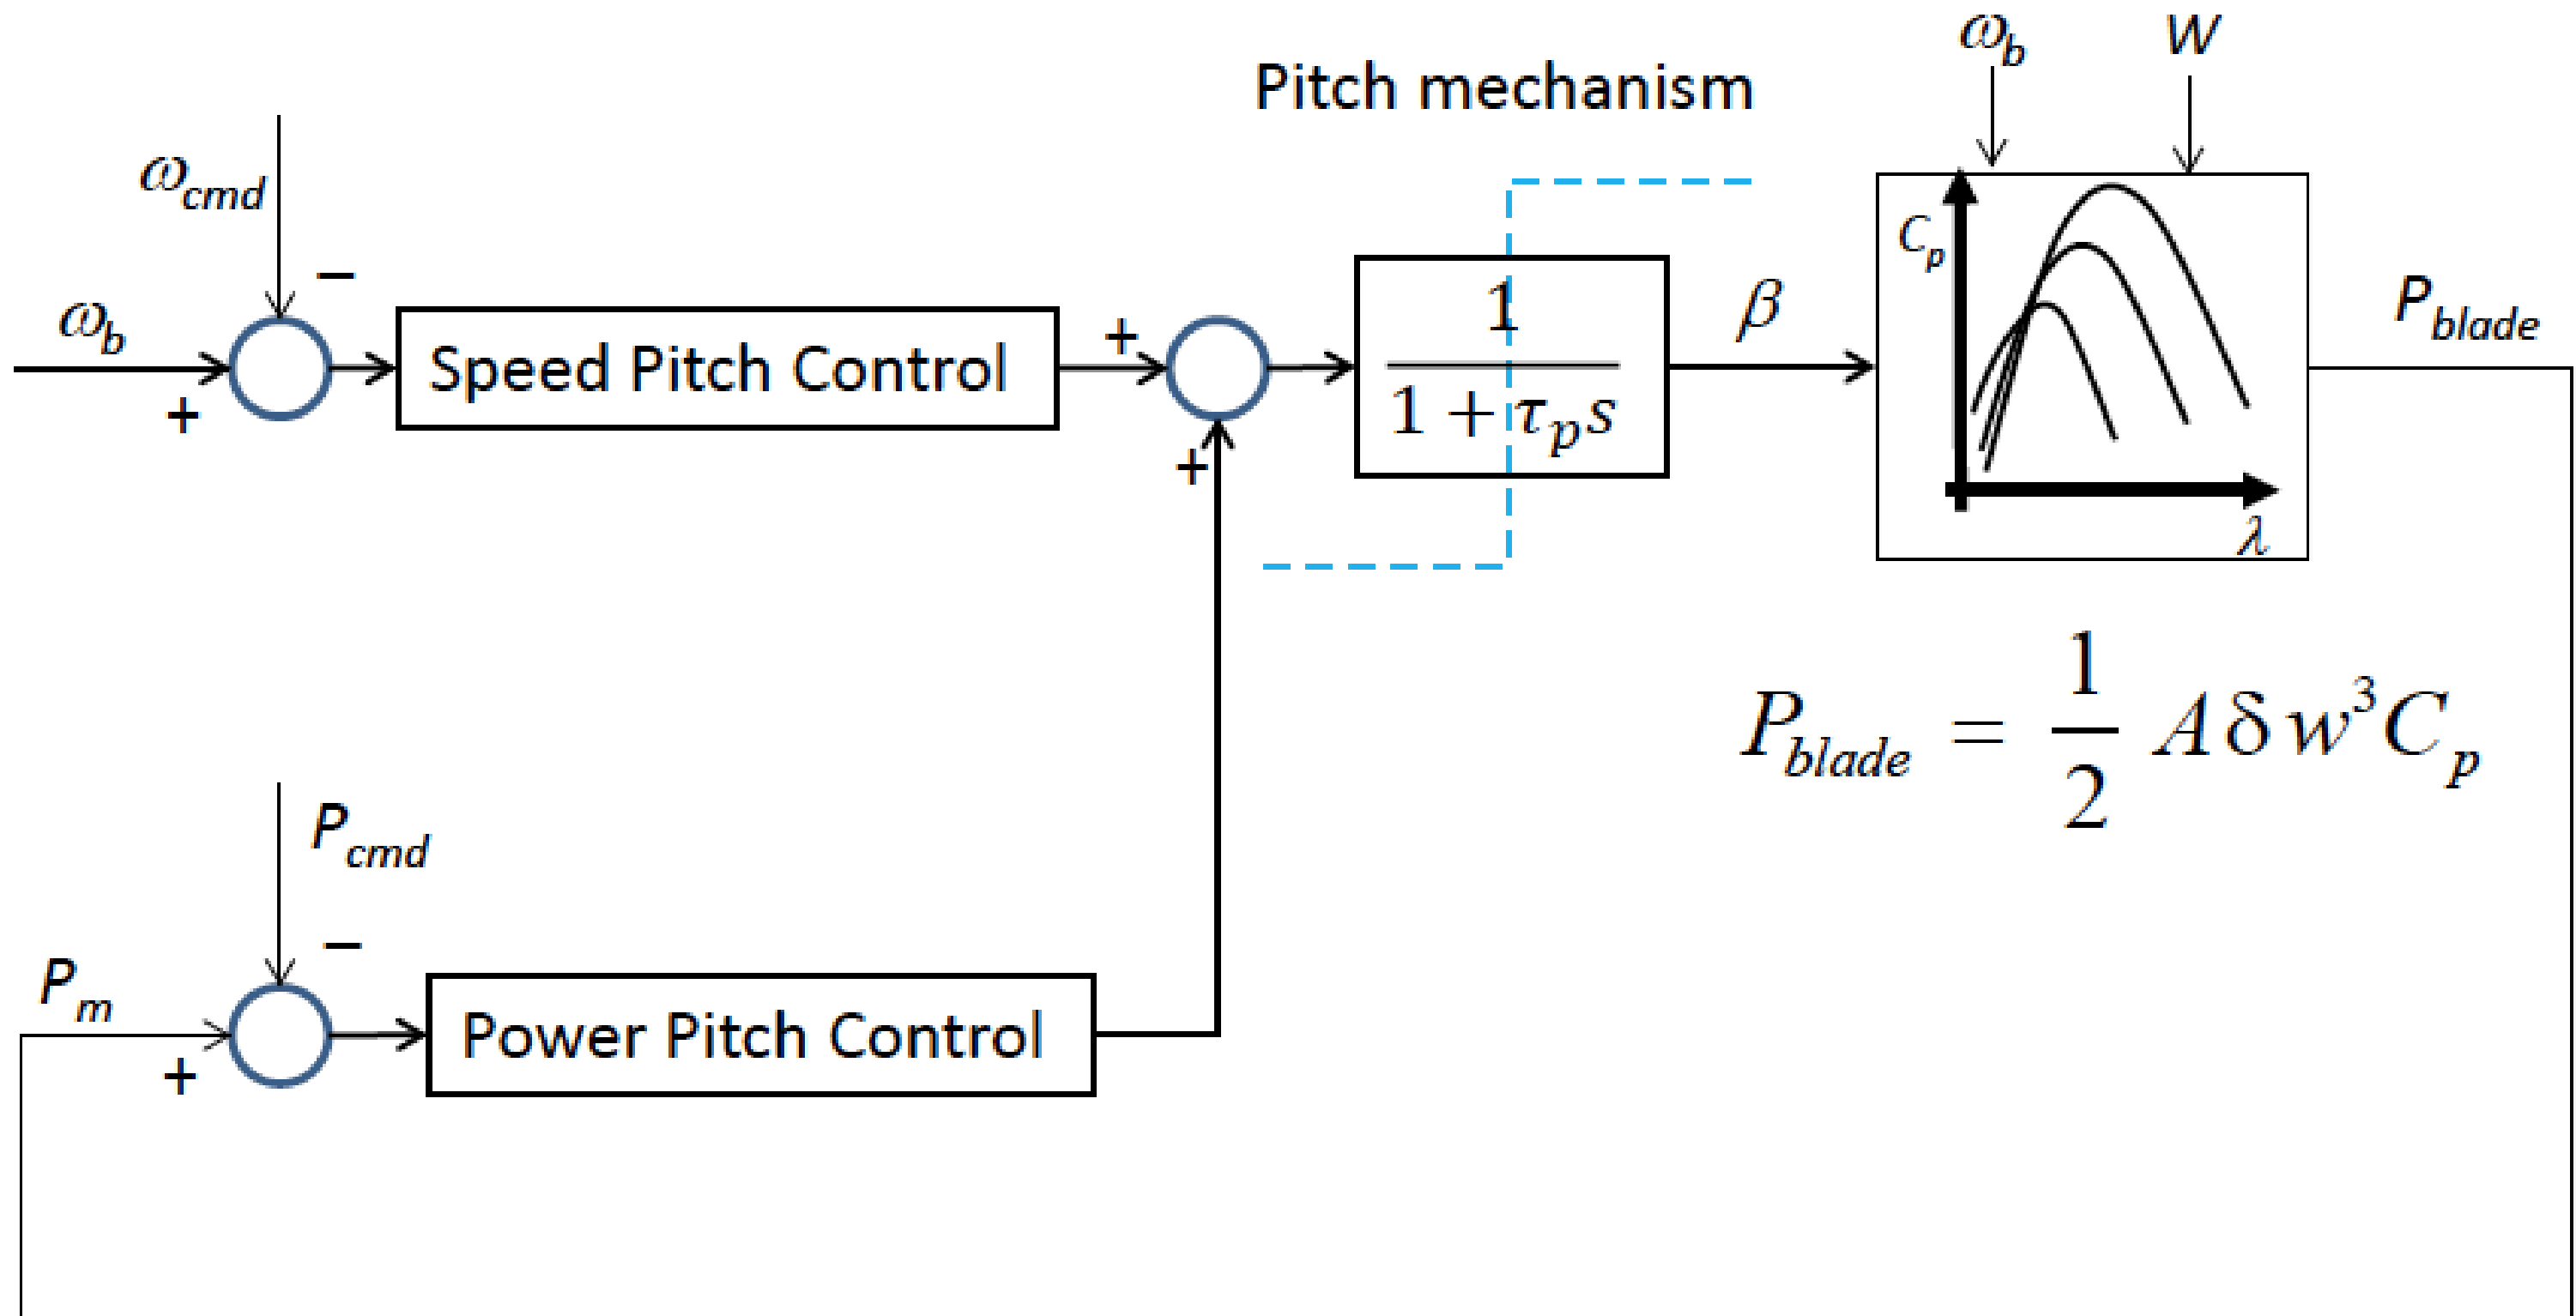 ω_b W
Pitch mechanism
ω_cmd
−
C_p
ω_b
+
Speed Pitch Control
+
+
1
1 + τ_p s
β
P_blade
λ
P_blade = 1/2 A δ w³ C_p
P_cmd
−
P_m
+
Power Pitch Control